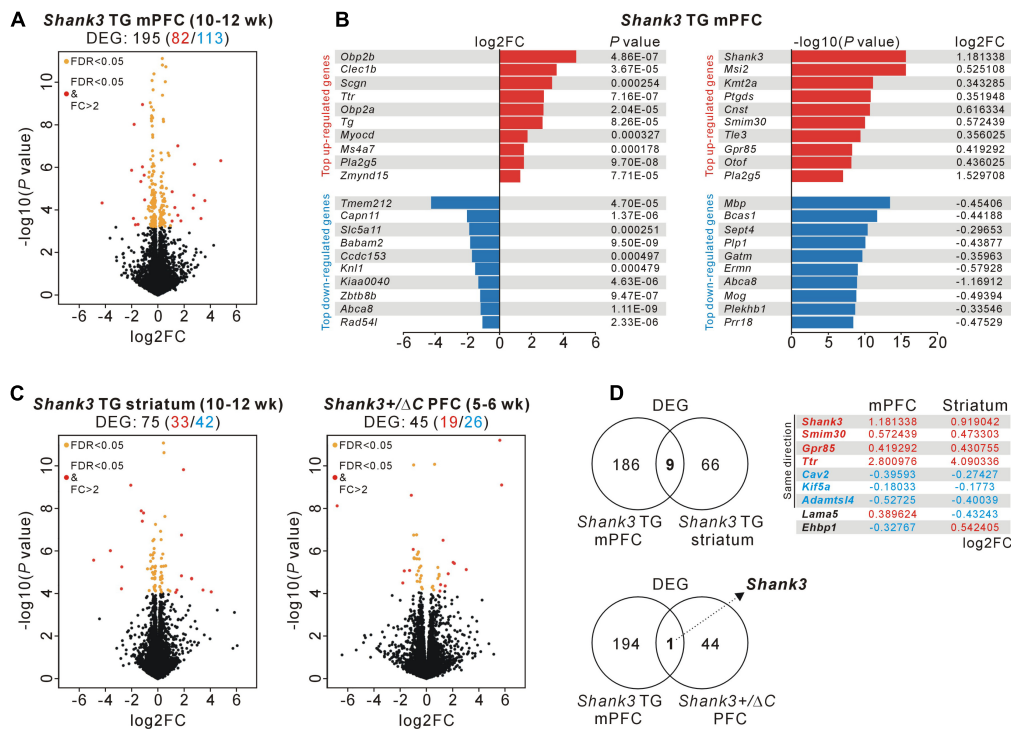 A
Shank3 TG mPFC (10-12 wk)
DEG: 195 (82/113)
FDR<0.05
FDR<0.05
&
FC>2
-log10(P value)
10
8
6
4
2
0
-6 -2 0 2 4 6
log2FC
B
Shank3 TG mPFC
log2FC P value
Top up-regulated genes
Obp2b 4.86E-07
Clec1b 3.67E-05
Scgn 0.000254
Ttr 7.16E-07
Obp2a 2.04E-05
Tg 8.26E-05
Myocd 0.000327
Ms4a7 0.000178
Pla2g5 9.70E-08
Zmynd15 7.71E-05
Top down-regulated genes
Tmem212 4.70E-05
Capn11 1.37E-06
Slc5a11 0.000251
Babam2 9.50E-09
Ccdc153 0.000497
Knl1 0.000479
Kiaa0040 4.63E-06
Zbtb8b 9.47E-07
Abca8 1.11E-09
Rad54l 2.33E-06
-6 -4 -2 0 2 4 6
-log10(P value) log2FC
Top up-regulated genes
Shank3 1.181338
Msi2 0.525108
Kmt2a 0.343285
Ptgds 0.351948
Cnst 0.616334
Smim30 0.572439
Tle3 0.356025
Gpr85 0.419292
Otof 0.436025
Pla2g5 1.529708
Top down-regulated genes
Mbp -0.45406
Bcas1 -0.44188
Sept4 -0.29653
Plp1 -0.43877
Gatm -0.35963
Ermn -0.57928
Abca8 -1.16912
Mog -0.49394
Plekhb1 -0.33546
Prr18 -0.47529
0 5 10 15 20
C
Shank3 TG striatum (10-12 wk)
DEG: 75 (33/42)
FDR<0.05
FDR<0.05
&
FC>2
-log10(P value)
10
8
6
4
2
0
-6 -2 0 2 4 6
log2FC
Shank3+/ΔC PFC (5-6 wk)
DEG: 45 (19/26)
FDR<0.05
FDR<0.05
&
FC>2
-log10(P value)
10
8
6
4
2
0
-6 -2 0 2 4 6
log2FC
D
DEG
186 9 66
Shank3 TG
mPFC
Shank3 TG
striatum
mPFC Striatum
Same direction
Shank3 1.181338 0.919042
Smim30 0.572439 0.473303
Gpr85 0.419292 0.430755
Ttr 2.800976 4.090336
Cav2 -0.39593 -0.27427
Kif5a -0.18033 -0.1773
Adamtsl4 -0.52725 -0.40039
Lama5 0.389624 -0.43243
Ehbp1 -0.32767 0.542405
log2FC
DEG
Shank3
194 1 44
Shank3 TG
mPFC
Shank3+/ΔC
PFC